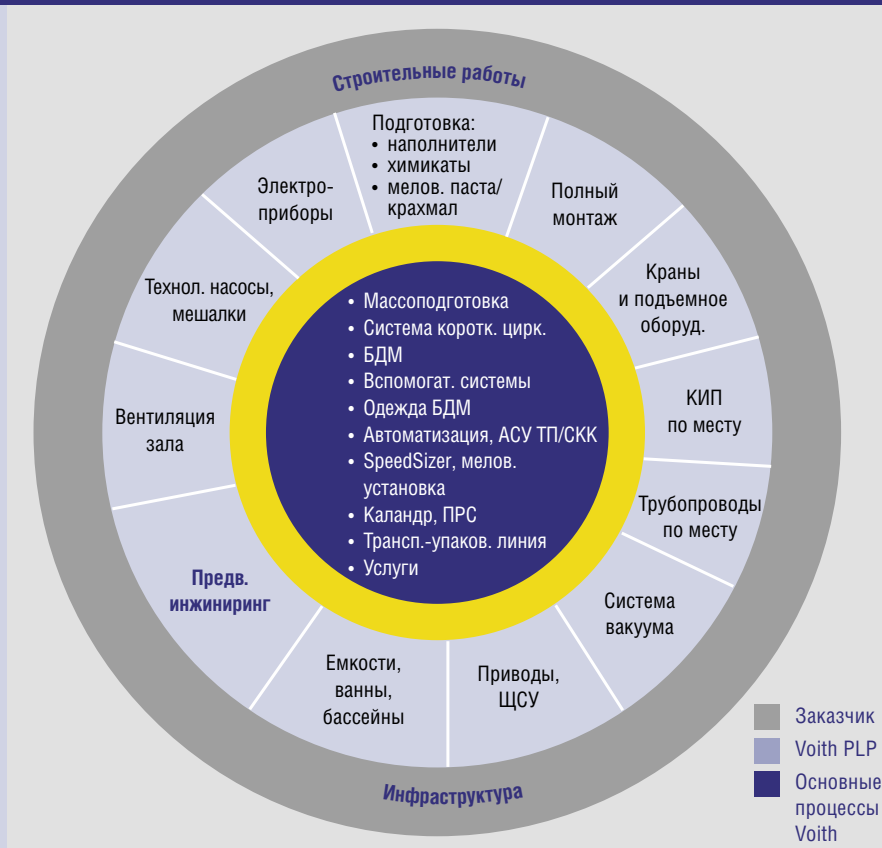 Строительные работы
Подготовка:
• наполнители
• химикаты
• мелов. паста/
крахмал
Полный
монтаж
Краны
и подъемное
оборуд.
КИП
по месту
Трубопроводы
по месту
Система
вакуума
Приводы,
ЩСУ
Емкости,
ванны,
бассейны
Предв.
инжиниринг
Вентиляция
зала
Технол. насосы,
мешалки
Электро-
приборы
• Массоподготовка
• Система коротк. цирк.
• БДМ
• Вспомогат. системы
• Одежда БДМ
• Автоматизация, АСУ ТП/СКК
• SpeedSizer, мелов.
установка
• Каландр, ПРС
• Трансп.-упаков. линия
• Услуги
Инфраструктура
Заказчик
Voith PLP
Основные
процессы
Voith